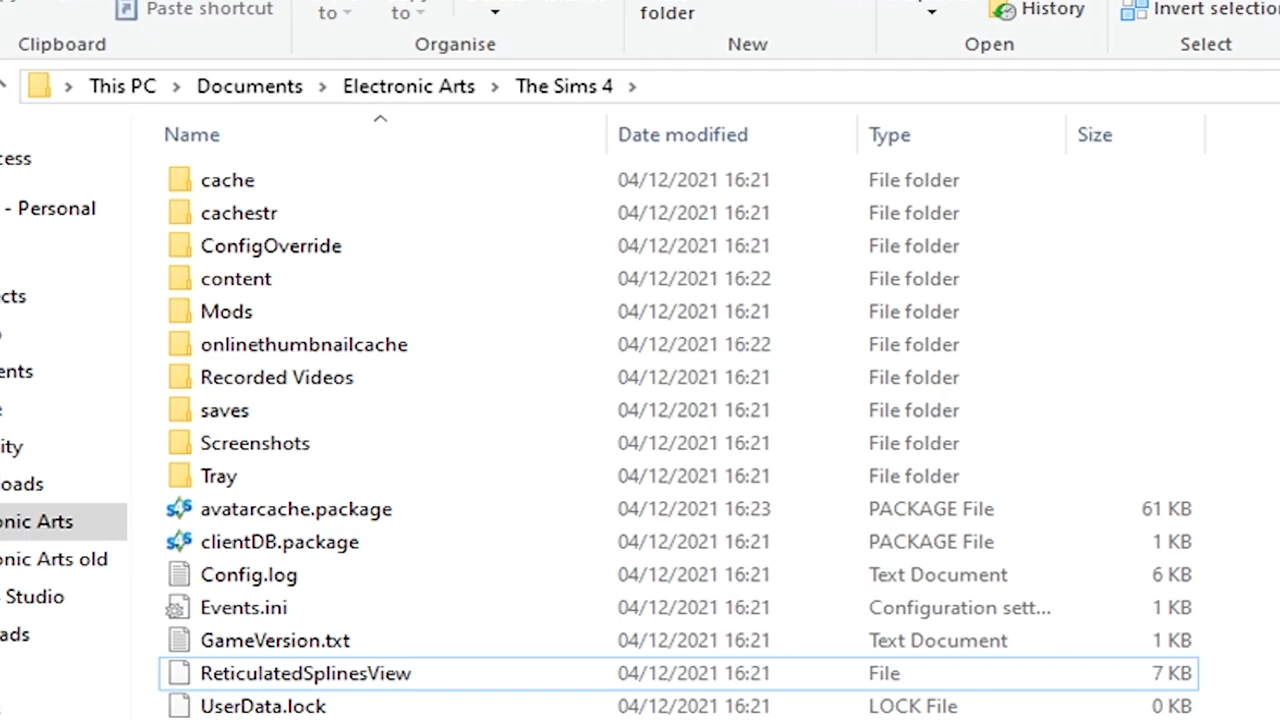 Paste shortcut
to
to
folder
History
Invert selection
Clipboard
Organise
New
Open
Select
This PC > Documents > Electronic Arts > The Sims 4 >
Name Date modified Type Size
cess
- Personal
cts
ents
ity
oads
onic Arts
onic Arts old
Studio
ads
cache 04/12/2021 16:21 File folder
cachestr 04/12/2021 16:21 File folder
ConfigOverride 04/12/2021 16:21 File folder
content 04/12/2021 16:22 File folder
Mods 04/12/2021 16:21 File folder
onlinethumbnailcache 04/12/2021 16:22 File folder
Recorded Videos 04/12/2021 16:21 File folder
saves 04/12/2021 16:21 File folder
Screenshots 04/12/2021 16:21 File folder
Tray 04/12/2021 16:21 File folder
avatarcache.package 04/12/2021 16:23 PACKAGE File 61 KB
clientDB.package 04/12/2021 16:21 PACKAGE File 1 KB
Config.log 04/12/2021 16:21 Text Document 6 KB
Events.ini 04/12/2021 16:21 Configuration sett... 1 KB
GameVersion.txt 04/12/2021 16:21 Text Document 1 KB
ReticulatedSplinesView 04/12/2021 16:21 File 7 KB
UserData.lock 04/12/2021 16:21 LOCK File 0 KB